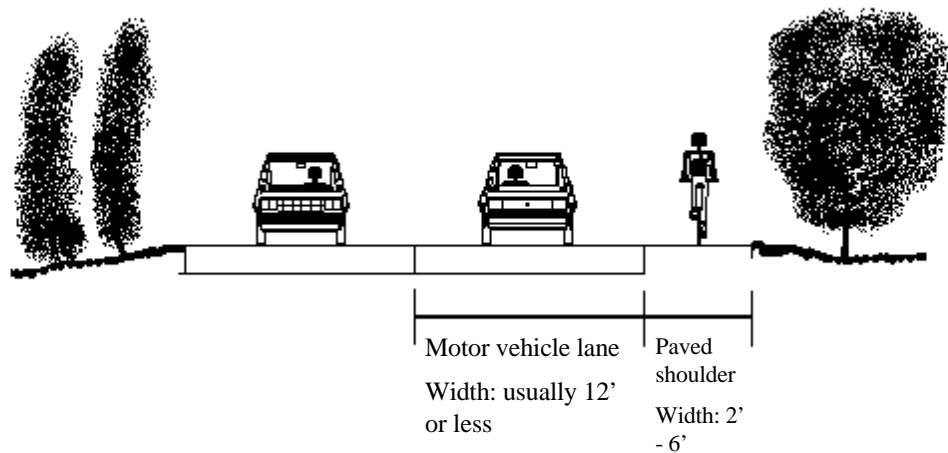 Motor vehicle lane
Width: usually 12’
or less
Paved
shoulder
Width: 2’
- 6’